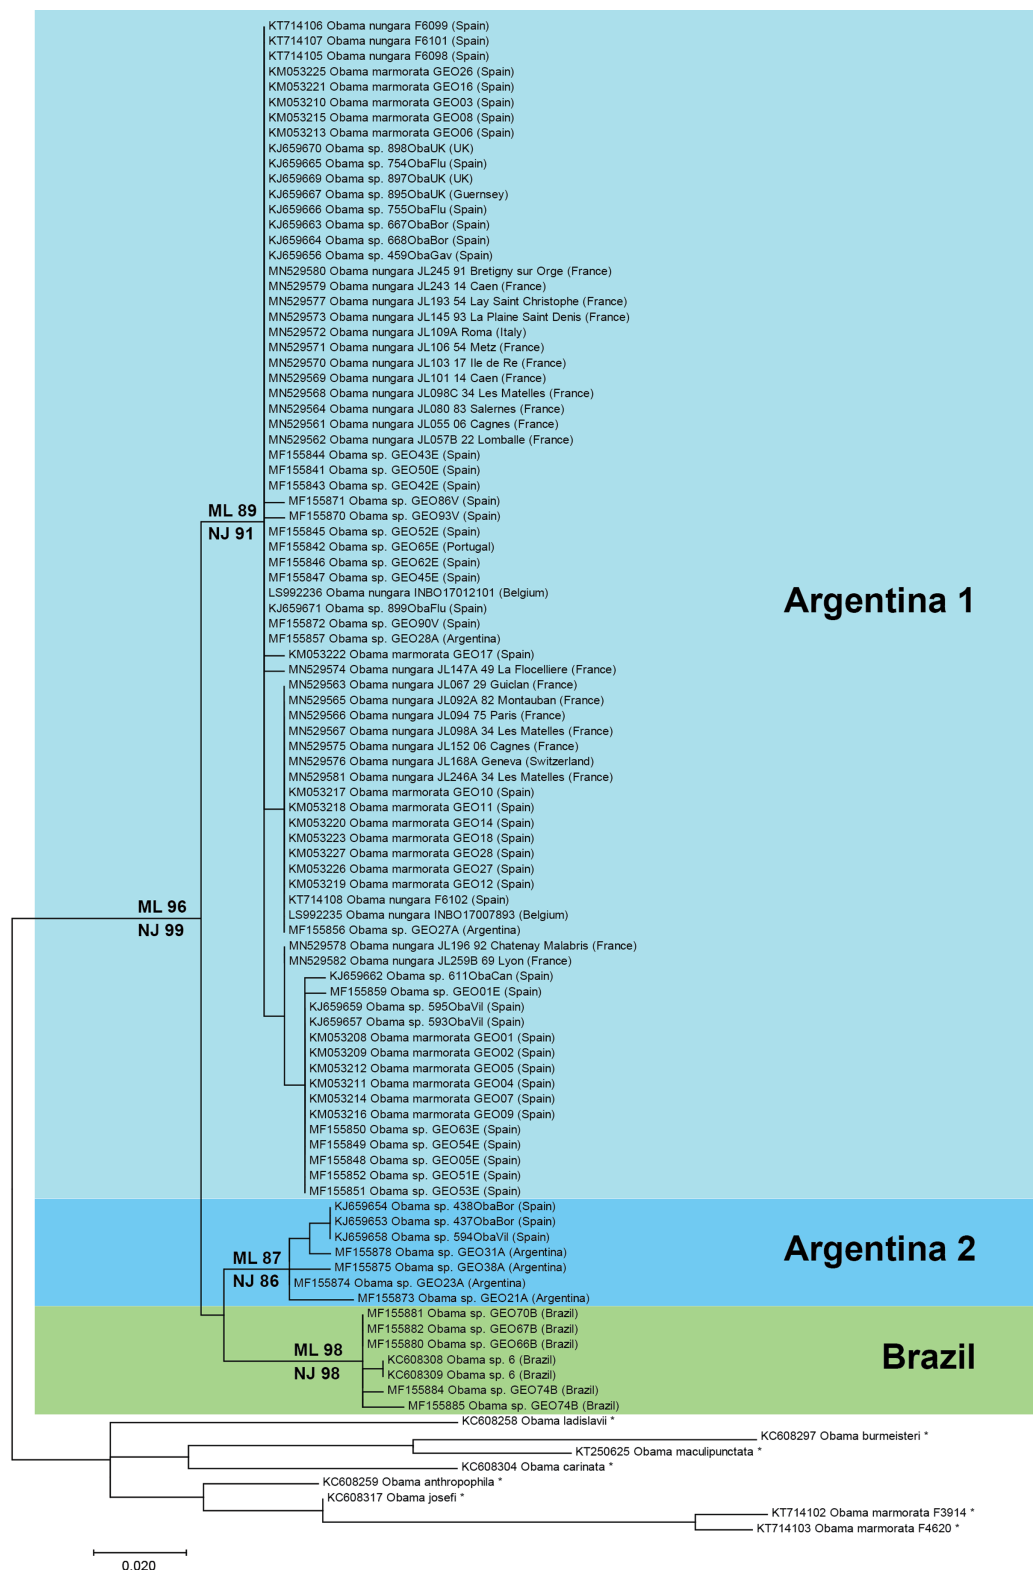 KT714106 Obama nungara F6099 (Spain)
KT714107 Obama nungara F6101 (Spain)
KT714105 Obama nungara F6098 (Spain)
KM053225 Obama marmorata GEO26 (Spain)
KM053221 Obama marmorata GEO16 (Spain)
KM053210 Obama marmorata GEO03 (Spain)
KM053215 Obama marmorata GEO08 (Spain)
KM053213 Obama marmorata GEO06 (Spain)
KJ659670 Obama sp. 898ObaUK (UK)
KJ659665 Obama sp. 754ObaFlu (Spain)
KJ659669 Obama sp. 897ObaUK (UK)
KJ659667 Obama sp. 895ObaUK (Guernsey)
KJ659666 Obama sp. 755ObaFlu (Spain)
KJ659663 Obama sp. 667ObaBor (Spain)
KJ659664 Obama sp. 668ObaBor (Spain)
KJ659656 Obama sp. 459ObaGav (Spain)
MN529580 Obama nungara JL245 91 Bretigny sur Orge (France)
MN529579 Obama nungara JL243 14 Caen (France)
MN529577 Obama nungara JL193 54 Lay Saint Christophe (France)
MN529573 Obama nungara JL145 93 La Plaine Saint Denis (France)
MN529572 Obama nungara JL109A Roma (Italy)
MN529571 Obama nungara JL106 54 Metz (France)
MN529570 Obama nungara JL103 17 Ile de Re (France)
MN529569 Obama nungara JL101 14 Caen (France)
MN529568 Obama nungara JL098C 34 Les Matelles (France)
MN529564 Obama nungara JL080 83 Salernes (France)
MN529561 Obama nungara JL055 06 Cagnes (France)
MN529562 Obama nungara JL057B 22 Lomballe (France)
MF155844 Obama sp. GEO43E (Spain)
MF155841 Obama sp. GEO50E (Spain)
MF155843 Obama sp. GEO42E (Spain)
MF155871 Obama sp. GEO86V (Spain)
ML 89
MF155870 Obama sp. GEO93V (Spain)
NJ 91
MF155845 Obama sp. GEO52E (Spain)
MF155842 Obama sp. GEO65E (Portugal)
MF155846 Obama sp. GEO62E (Spain)
MF155847 Obama sp. GEO45E (Spain)
LS992236 Obama nungara INBO17012101 (Belgium)
Argentina 1
KJ659671 Obama sp. 899ObaFlu (Spain)
MF155872 Obama sp. GEO90V (Spain)
MF155857 Obama sp. GEO28A (Argentina)
KM053222 Obama marmorata GEO17 (Spain)
MN529574 Obama nungara JL147A 49 La Flocelliere (France)
MN529563 Obama nungara JL067 29 Guiclan (France)
MN529565 Obama nungara JL092A 82 Montauban (France)
MN529566 Obama nungara JL094 75 Paris (France)
MN529567 Obama nungara JL098A 34 Les Matelles (France)
MN529575 Obama nungara JL152 06 Cagnes (France)
MN529576 Obama nungara JL168A Geneva (Switzerland)
MN529581 Obama nungara JL246A 34 Les Matelles (France)
KM053217 Obama marmorata GEO10 (Spain)
KM053218 Obama marmorata GEO11 (Spain)
KM053220 Obama marmorata GEO14 (Spain)
KM053223 Obama marmorata GEO18 (Spain)
KM053227 Obama marmorata GEO28 (Spain)
KM053226 Obama marmorata GEO27 (Spain)
KM053219 Obama marmorata GEO12 (Spain)
KT714108 Obama nungara F6102 (Spain)
ML 96
LS992235 Obama nungara INBO17007893 (Belgium)
NJ 99
MF155856 Obama sp. GEO27A (Argentina)
MN529578 Obama nungara JL196 92 Chatenay Malabris (France)
MN529582 Obama nungara JL259B 69 Lyon (France)
KJ659662 Obama sp. 611ObaCan (Spain)
MF155859 Obama sp. GEO01E (Spain)
KJ659659 Obama sp. 595ObaVil (Spain)
KJ659657 Obama sp. 593ObaVil (Spain)
KM053208 Obama marmorata GEO01 (Spain)
KM053209 Obama marmorata GEO02 (Spain)
KM053212 Obama marmorata GEO05 (Spain)
KM053211 Obama marmorata GEO04 (Spain)
KM053214 Obama marmorata GEO07 (Spain)
KM053216 Obama marmorata GEO09 (Spain)
MF155850 Obama sp. GEO63E (Spain)
MF155849 Obama sp. GEO54E (Spain)
MF155848 Obama sp. GEO05E (Spain)
MF155852 Obama sp. GEO51E (Spain)
MF155851 Obama sp. GEO53E (Spain)
KJ659654 Obama sp. 438ObaBor (Spain)
KJ659653 Obama sp. 437ObaBor (Spain)
KJ659658 Obama sp. 594ObaVil (Spain)
Argentina 2
MF155878 Obama sp. GEO31A (Argentina)
ML 87
MF155875 Obama sp. GEO38A (Argentina)
NJ 86
MF155874 Obama sp. GEO23A (Argentina)
MF155873 Obama sp. GEO21A (Argentina)
MF155881 Obama sp. GEO70B (Brazil)
MF155882 Obama sp. GEO67B (Brazil)
MF155880 Obama sp. GEO66B (Brazil)
ML 98
KC608308 Obama sp. 6 (Brazil)
Brazil
NJ 98
KC608309 Obama sp. 6 (Brazil)
MF155884 Obama sp. GEO74B (Brazil)
MF155885 Obama sp. GEO74B (Brazil)
KC608258 Obama ladislavii *
KC608297 Obama burmeisteri *
KT250625 Obama maculipunctata *
KC608304 Obama carinata *
KC608259 Obama anthropophila *
KC608317 Obama josefi *
KT714102 Obama marmorata F3914 *
KT714103 Obama marmorata F4620 *
0.020